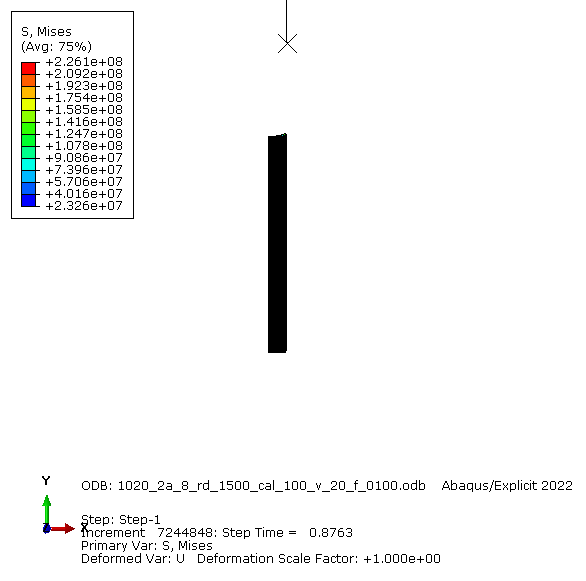 S, Mises
(Avg: 75%)
+2.261e+08
+2.092e+08
+1.923e+08
+1.754e+08
+1.585e+08
+1.416e+08
+1.247e+08
+1.078e+08
+9.086e+07
+7.396e+07
+5.706e+07
+4.016e+07
+2.326e+07
Y
X
ODB: 1020_2a_8_rd_1500_cal_100_v_20_f_0100.odb Abaqus/Explicit 2022
Step: Step-1
Increment 7244848: Step Time = 0.8763
Primary Var: S, Mises
Deformed Var: U Deformation Scale Factor: +1.000e+00